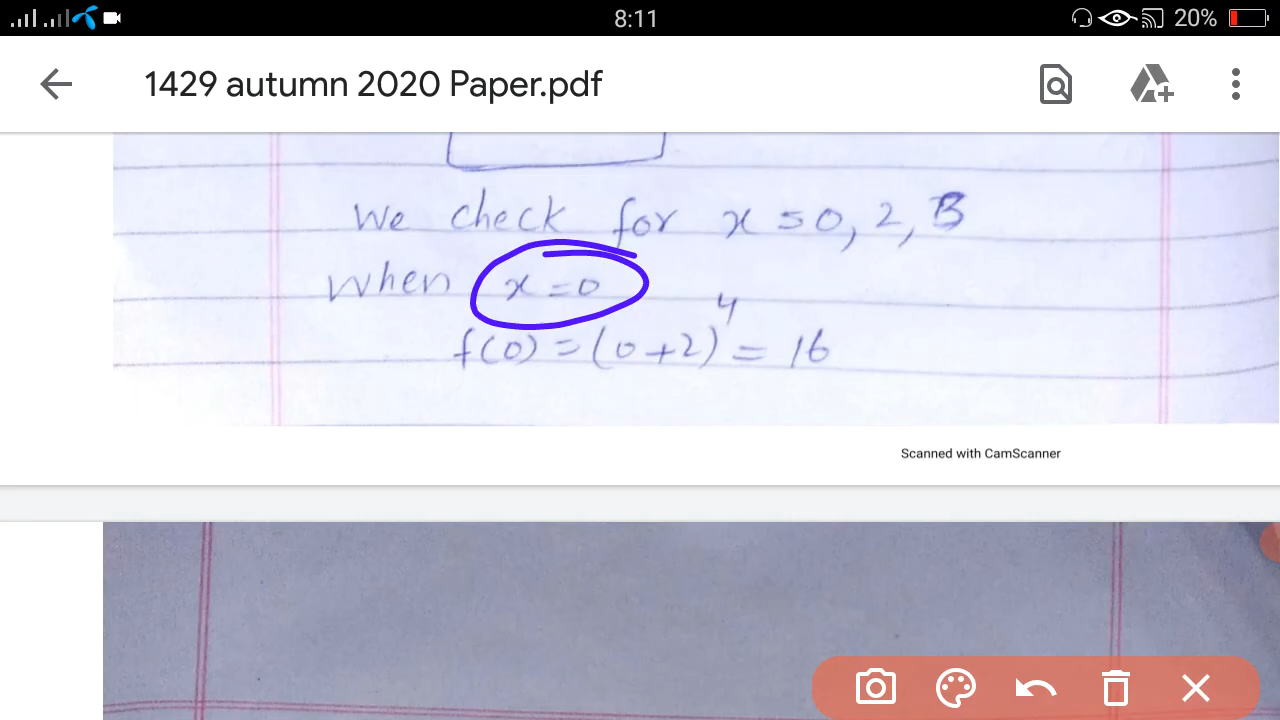 8:11
20%
1429 autumn 2020 Paper.pdf
We check for x = 0, 2, 3
When x = 0
f(0) = (0+2)⁴ = 16
Scanned with CamScanner